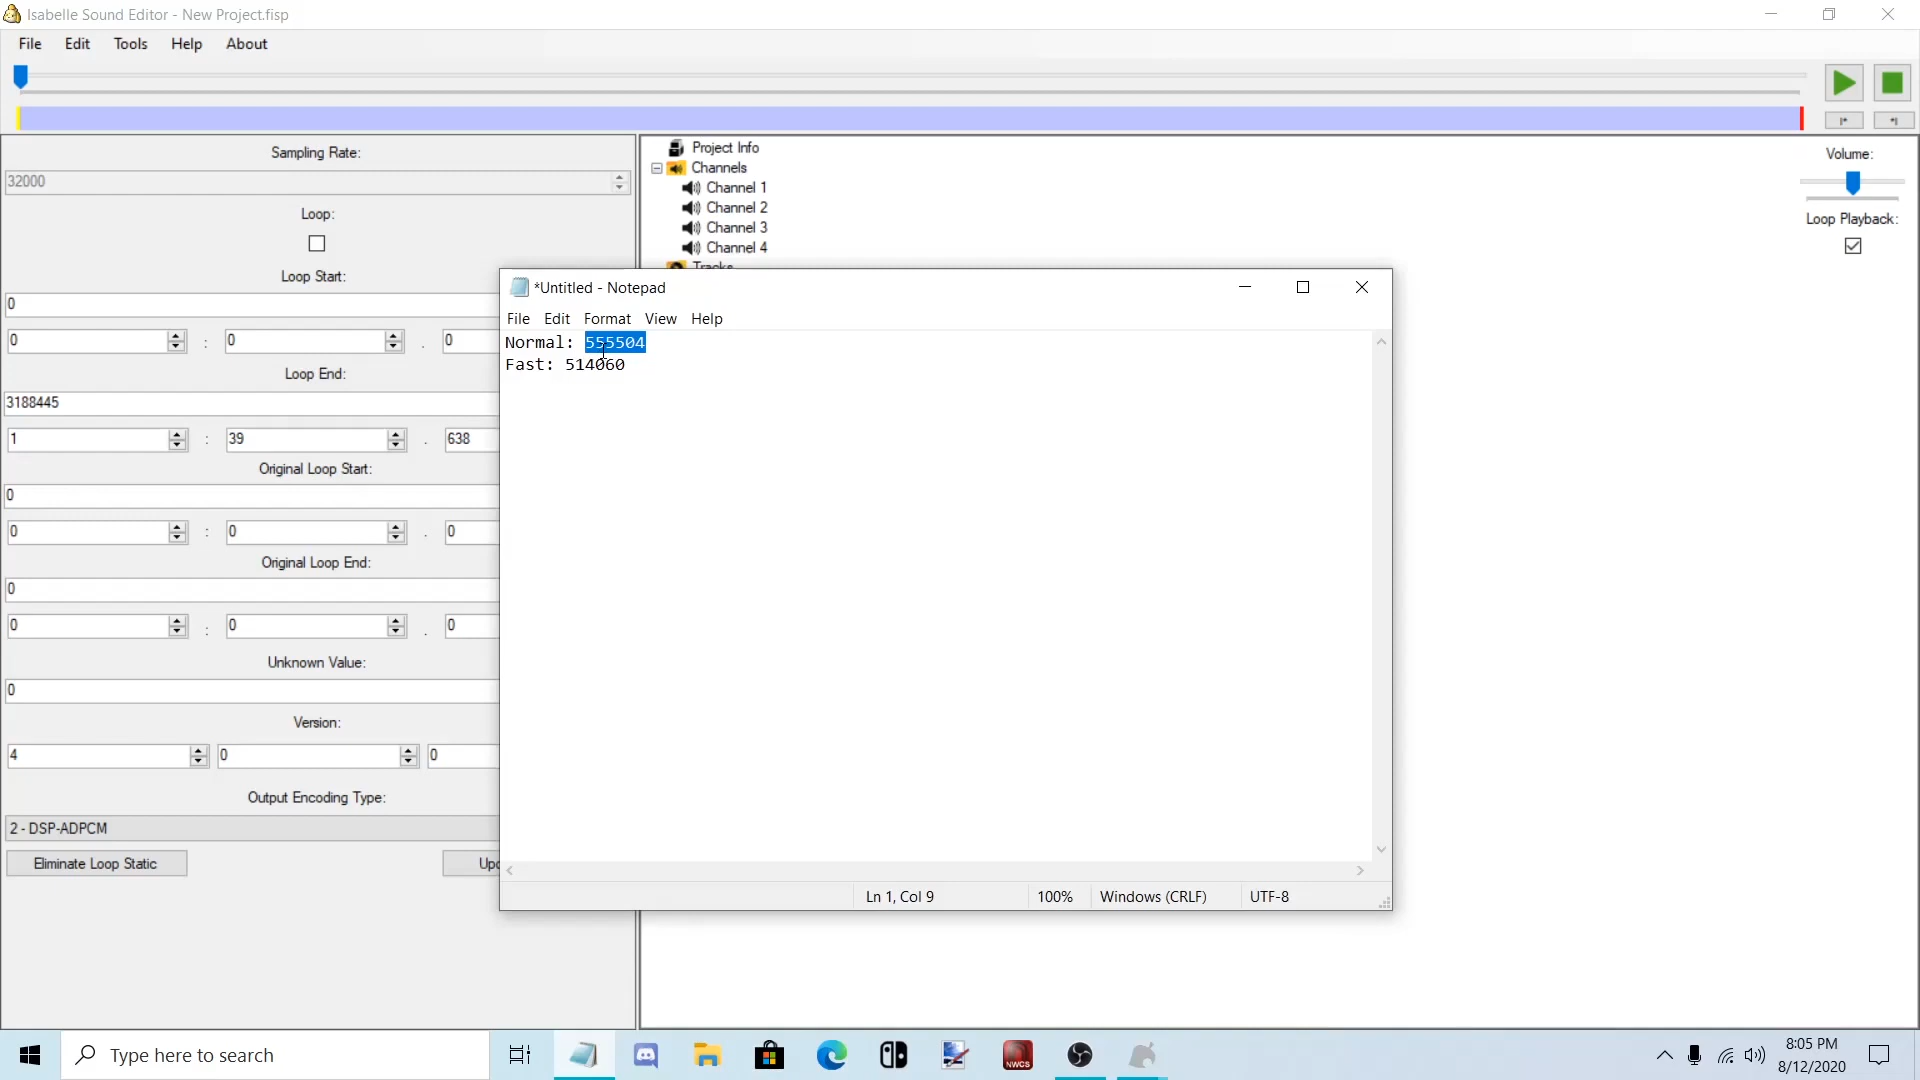 Isabelle Sound Editor - New Project.fisp
File Edit Tools Help About
Sampling Rate:
32000
Loop:
Loop Start:
0
0 : 0 . 0
Loop End:
3188445
1 : 39 . 638
Original Loop Start:
0
0 : 0 . 0
Original Loop End:
0
0 : 0 . 0
Unknown Value:
0
Version:
4 0 0
Output Encoding Type:
2 - DSP-ADPCM
Eliminate Loop Static
Project Info
Channels
Channel 1
Channel 2
Channel 3
Channel 4
Tracks
Volume:
Loop Playback:
*Untitled - Notepad
File Edit Format View Help
Normal: 555504
Fast: 514060
Ln 1, Col 9 100% Windows (CRLF) UTF-8
Type here to search
NWCS
8:05 PM
8/12/2020